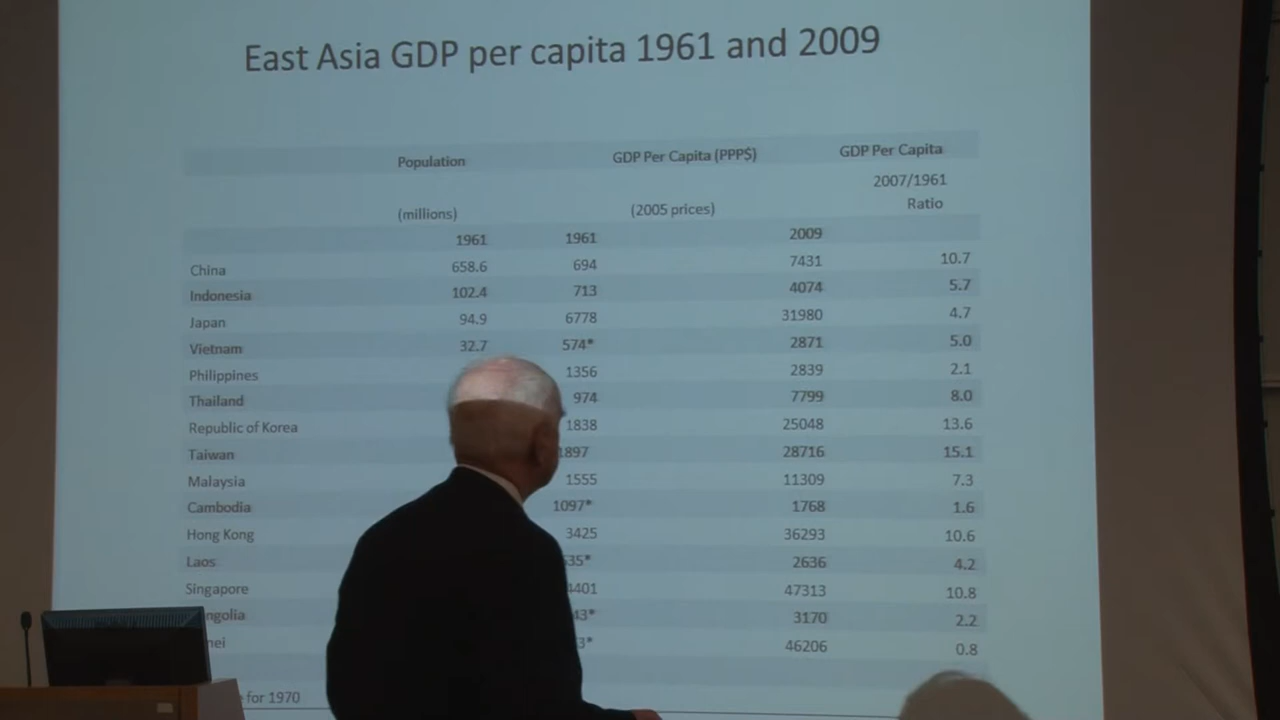 East Asia GDP per capita 1961 and 2009
Population GDP Per Capita (PPP$) GDP Per Capita
2007/1961
(millions) (2005 prices) Ratio
1961 1961 2009
China 658.6 694 7431 10.7
Indonesia 102.4 713 4074 5.7
Japan 94.9 6778 31980 4.7
Vietnam 32.7 574* 2871 5.0
Philippines 1356 2839 2.1
Thailand 974 7799 8.0
Republic of Korea 1838 25048 13.6
Taiwan 1897 28716 15.1
Malaysia 1555 11309 7.3
Cambodia 1097* 1768 1.6
Hong Kong 3425 36293 10.6
Laos 2636 4.2
Singapore 4401 47313 10.8
3170 2.2
46206 0.8
for 1970